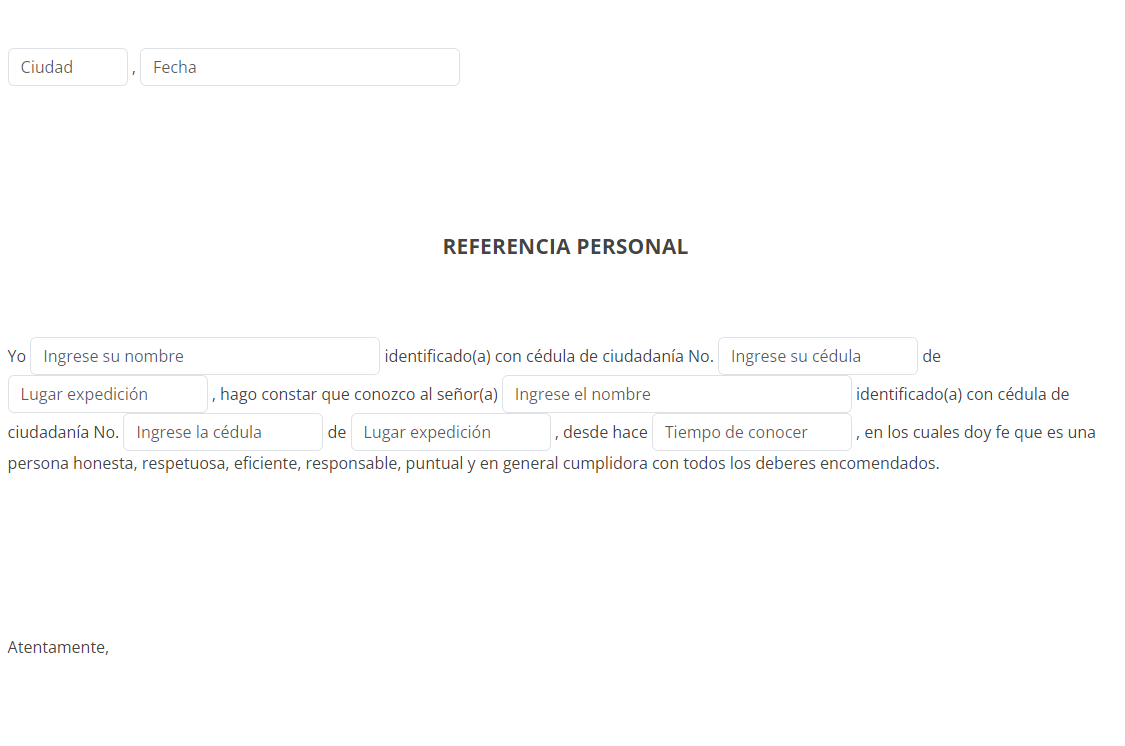 Ciudad , Fecha
REFERENCIA PERSONAL
Yo Ingrese su nombre identificado(a) con cédula de ciudadanía No. Ingrese su cédula de
Lugar expedición , hago constar que conozco al señor(a) Ingrese el nombre identificado(a) con cédula de
ciudadanía No. Ingrese la cédula de Lugar expedición , desde hace Tiempo de conocer , en los cuales doy fe que es una
persona honesta, respetuosa, eficiente, responsable, puntual y en general cumplidora con todos los deberes encomendados.
Atentamente,